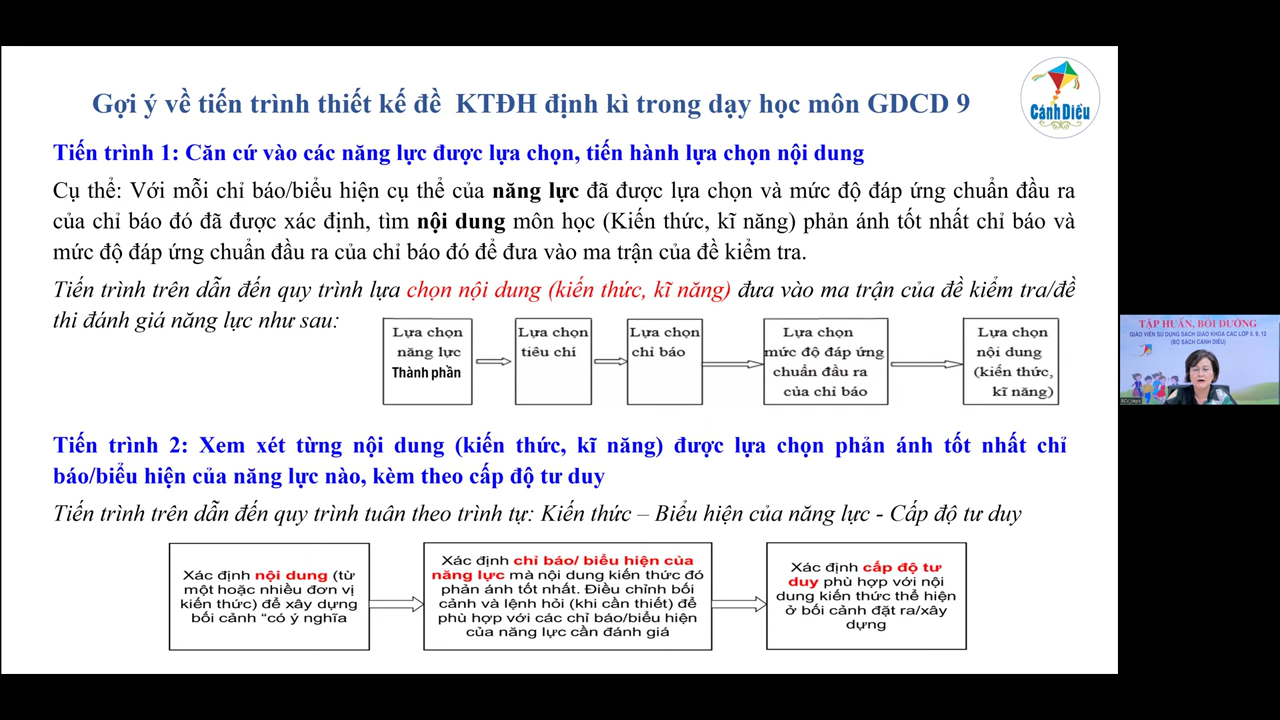 Gợi ý về tiến trình thiết kế đề KTĐH định kì trong dạy học môn GDCD 9
Cánh Diều
Tiến trình 1: Căn cứ vào các năng lực được lựa chọn, tiến hành lựa chọn nội dung
Cụ thể: Với mỗi chỉ báo/biểu hiện cụ thể của năng lực đã được lựa chọn và mức độ đáp ứng chuẩn đầu ra
của chỉ báo đó đã được xác định, tìm nội dung môn học (Kiến thức, kĩ năng) phản ánh tốt nhất chỉ báo và
mức độ đáp ứng chuẩn đầu ra của chỉ báo đó để đưa vào ma trận của đề kiểm tra.
Tiến trình trên dẫn đến quy trình lựa chọn nội dung (kiến thức, kĩ năng) đưa vào ma trận của đề kiểm tra/đề
thi đánh giá năng lực như sau:
Lựa chọn
năng lực
Thành phần
Lựa chọn
tiêu chí
Lựa chọn
chỉ báo
Lựa chọn
mức độ đáp ứng
chuẩn đầu ra
của chỉ báo
Lựa chọn
nội dung
(kiến thức,
kĩ năng)
Tiến trình 2: Xem xét từng nội dung (kiến thức, kĩ năng) được lựa chọn phản ánh tốt nhất chỉ
báo/biểu hiện của năng lực nào, kèm theo cấp độ tư duy
Tiến trình trên dẫn đến quy trình tuân theo trình tự: Kiến thức – Biểu hiện của năng lực - Cấp độ tư duy
Xác định nội dung (từ
một hoặc nhiều đơn vị
kiến thức) để xây dựng
bối cảnh “có ý nghĩa
Xác định chỉ báo/ biểu hiện của
năng lực mà nội dung kiến thức đó
phản ánh tốt nhất. Điều chỉnh bối
cảnh và lệnh hỏi (khi cần thiết) để
phù hợp với các chỉ báo/biểu hiện
của năng lực cần đánh giá
Xác định cấp độ tư
duy phù hợp với nội
dung kiến thức thể hiện
ở bối cảnh đặt ra/xây
dựng
TẬP HUẤN, BỒI DƯỠNG
GIÁO VIÊN SỬ DỤNG SÁCH GIÁO KHOA CÁC LỚP 5, 9, 12
(BỘ SÁCH CÁNH DIỀU)